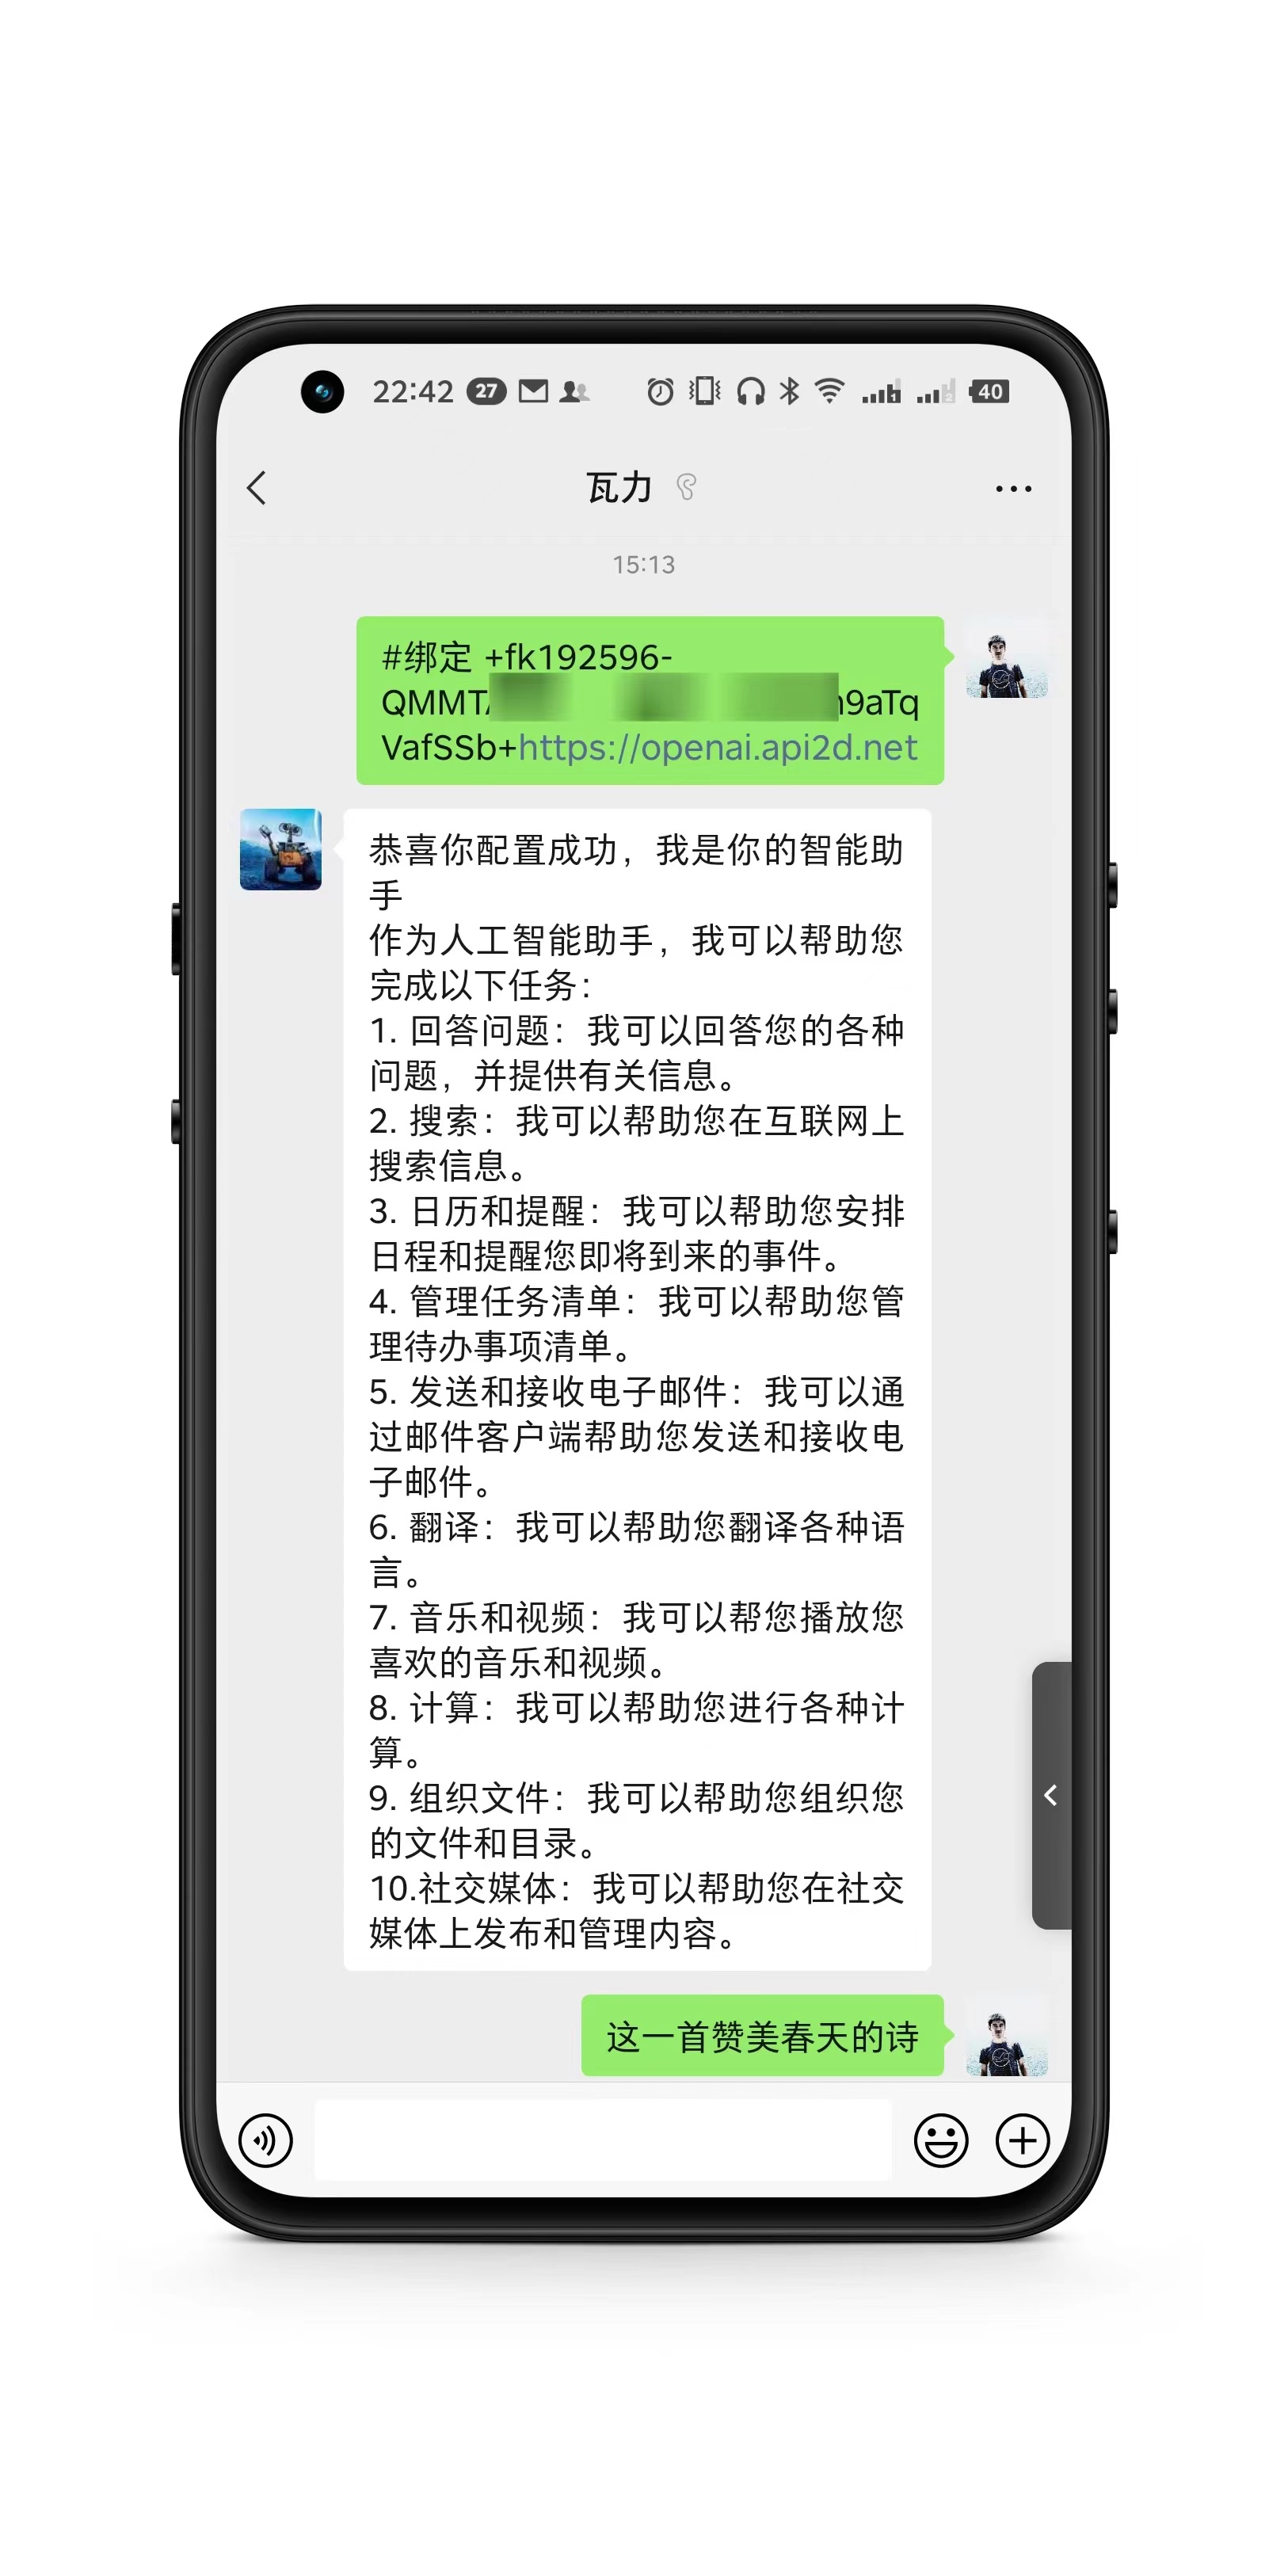 22:42 27 40
瓦力
15:13
#绑定 +fk192596-
QMMT 9aTq
VafSSb+https://openai.api2d.net
恭喜你配置成功，我是你的智能助
手
作为人工智能助手，我可以帮助您
完成以下任务：
1. 回答问题：我可以回答您的各种
问题，并提供有关信息。
2. 搜索：我可以帮助您在互联网上
搜索信息。
3. 日历和提醒：我可以帮助您安排
日程和提醒您即将到来的事件。
4. 管理任务清单：我可以帮助您管
理待办事项清单。
5. 发送和接收电子邮件：我可以通
过邮件客户端帮助您发送和接收电
子邮件。
6. 翻译：我可以帮助您翻译各种语
言。
7. 音乐和视频：我可以帮您播放您
喜欢的音乐和视频。
8. 计算：我可以帮助您进行各种计
算。
9. 组织文件：我可以帮助您组织您
的文件和目录。
10.社交媒体：我可以帮助您在社交
媒体上发布和管理内容。
这一首赞美春天的诗